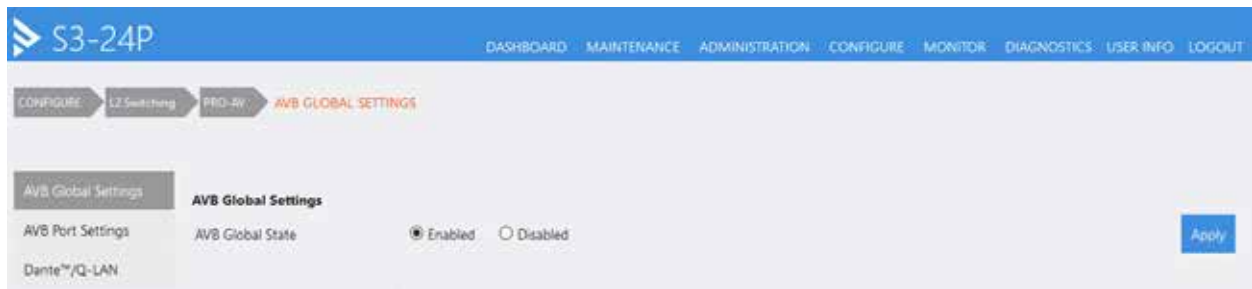 S3-24P
DASHBOARD MAINTENANCE ADMINISTRATION CONFIGURE MONITOR DIAGNOSTICS USER INFO LOGOUT
CONFIGURE L2 Switching PRO-AV AVB GLOBAL SETTINGS
AVB Global Settings
AVB Global Settings
AVB Port Settings
AVB Global State Enabled Disabled
Apply
Dante™/Q-LAN